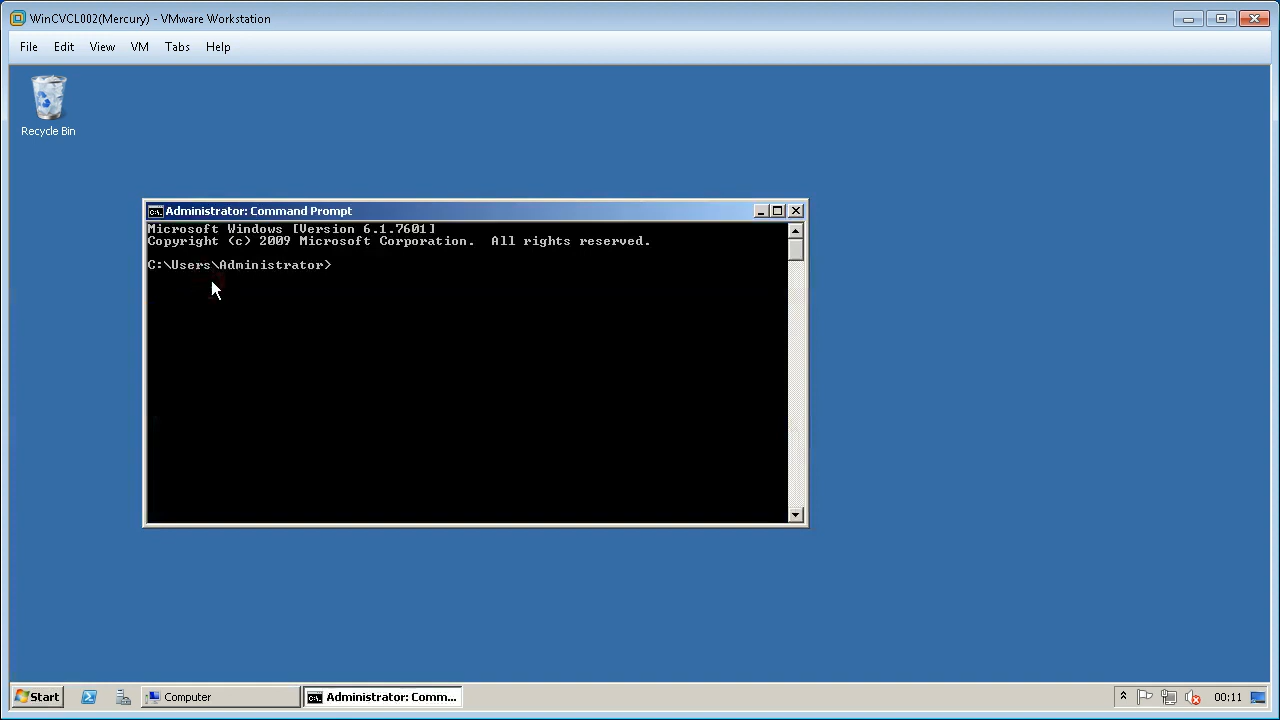 WinCVCL002(Mercury) - VMware Workstation
File Edit View VM Tabs Help
Recycle Bin
Administrator: Command Prompt
Microsoft Windows [Version 6.1.7601]
Copyright (c) 2009 Microsoft Corporation.  All rights reserved.
C:\Users\Administrator>
Start Computer Administrator: Comm... 00:11